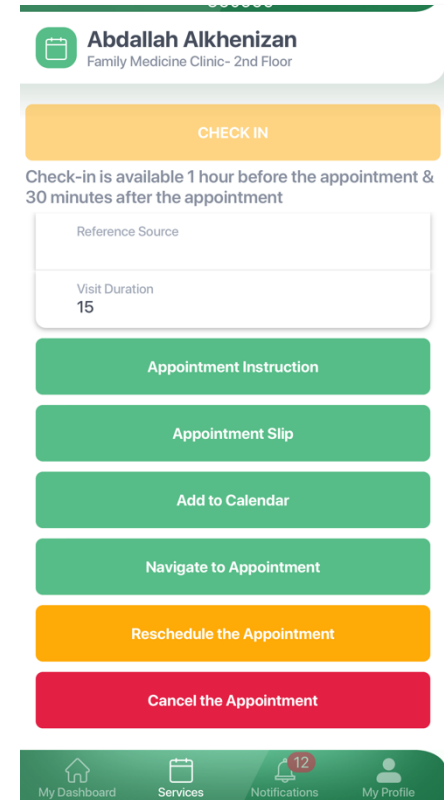 Abdallah Alkhenizan
Family Medicine Clinic- 2nd Floor
CHECK IN
Check-in is available 1 hour before the appointment &
30 minutes after the appointment
Reference Source
Visit Duration
15
Appointment Instruction
Appointment Slip
Add to Calendar
Navigate to Appointment
Reschedule the Appointment
Cancel the Appointment
12
My Dashboard
Services
Notifications
My Profile